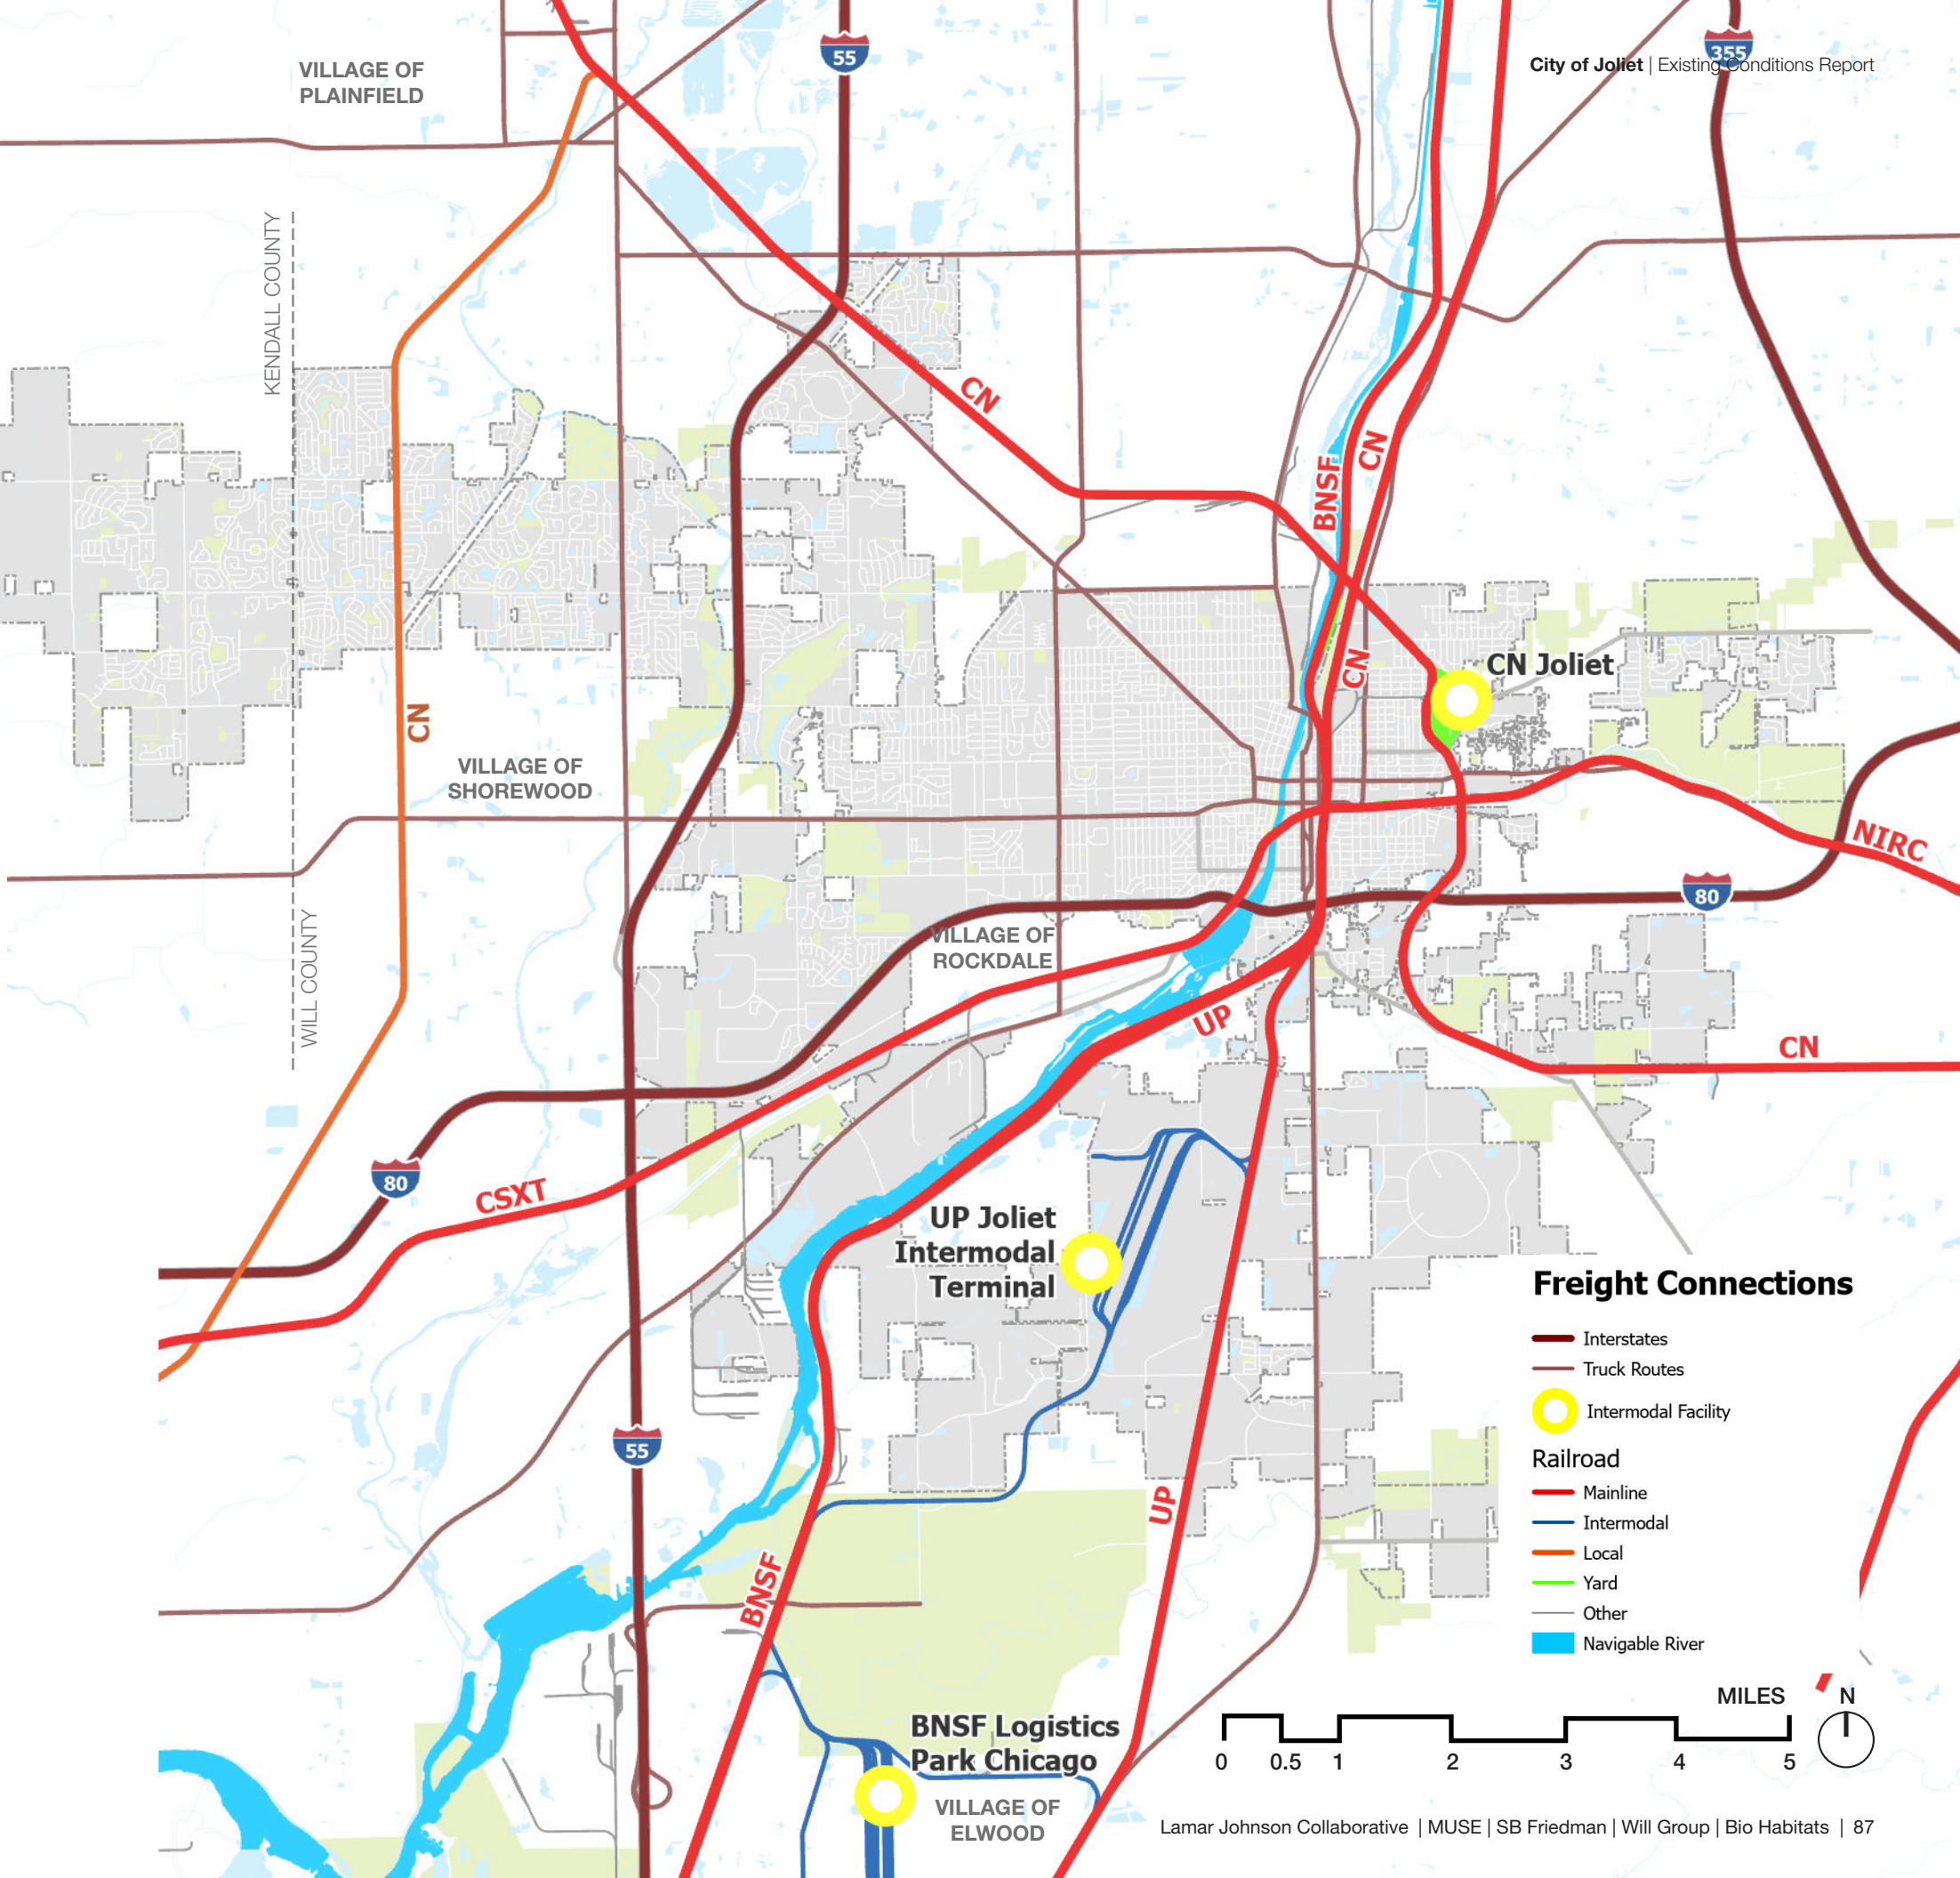 55
355
City of Joliet | Existing Conditions Report
VILLAGE OF
PLAINFIELD
KENDALL COUNTY
CN
CN
BNSF
CN
CN Joliet
CN
VILLAGE OF
SHOREWOOD
NIRC
80
WILL COUNTY
VILLAGE OF
ROCKDALE
UP
CN
80
CSXT
UP Joliet
Intermodal
Terminal
55
UP
BNSF
BNSF Logistics
Park Chicago
VILLAGE OF
ELWOOD
Freight Connections
Interstates
Truck Routes
Intermodal Facility
Railroad
Mainline
Intermodal
Local
Yard
Other
Navigable River
MILES
N
0 0.5 1 2 3 4 5
Lamar Johnson Collaborative | MUSE | SB Friedman | Will Group | Bio Habitats | 87